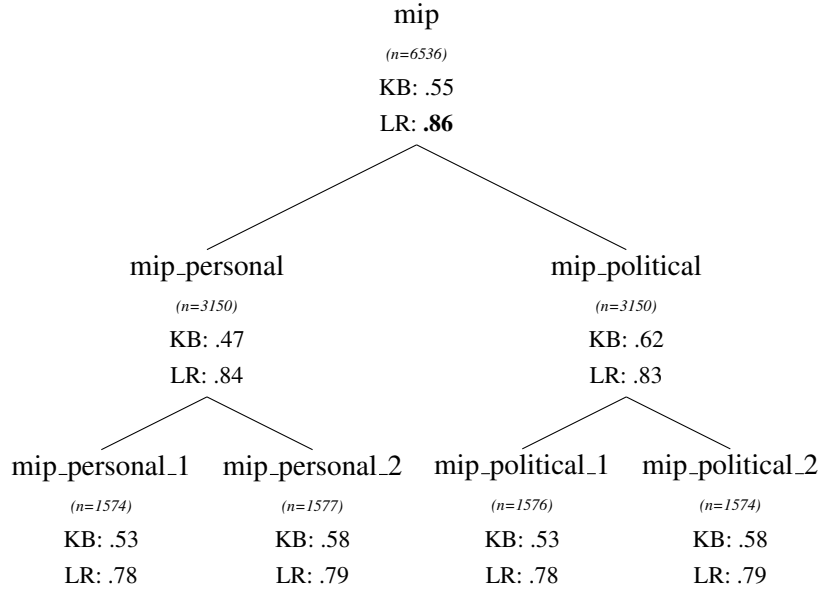 mip
(n=6536)
KB: .55
LR: .86
mip_personal
(n=3150)
KB: .47
LR: .84
mip_political
(n=3150)
KB: .62
LR: .83
mip_personal_1
(n=1574)
KB: .53
LR: .78
mip_personal_2
(n=1577)
KB: .58
LR: .79
mip_political_1
(n=1576)
KB: .53
LR: .78
mip_political_2
(n=1574)
KB: .58
LR: .79